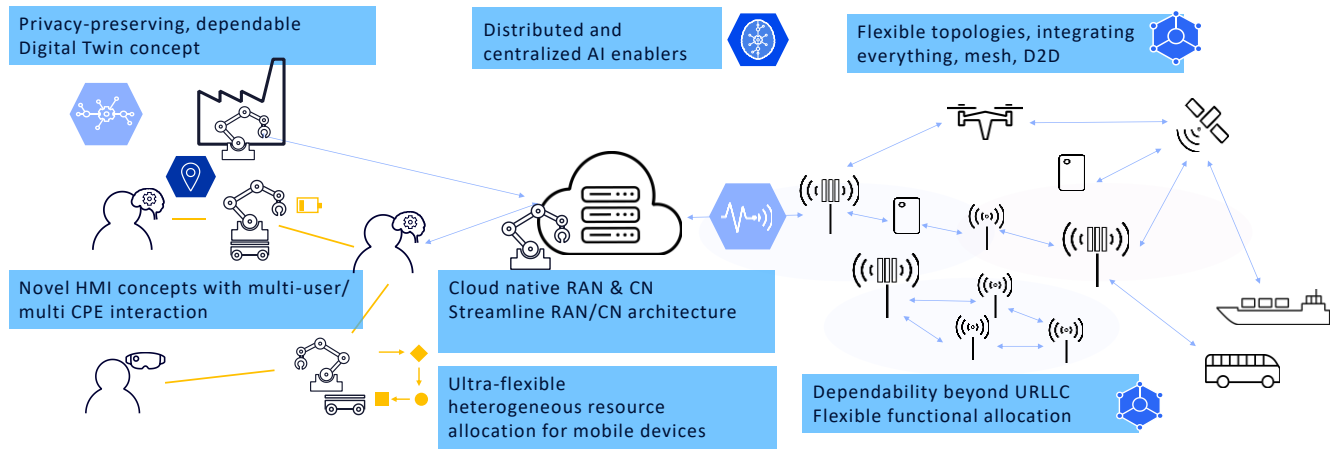 Privacy-preserving, dependable
Digital Twin concept
Distributed and
centralized AI enablers
Flexible topologies, integrating
everything, mesh, D2D
Novel HMI concepts with multi-user/
multi CPE interaction
Cloud native RAN & CN
Streamline RAN/CN architecture
Ultra-flexible
heterogeneous resource
allocation for mobile devices
Dependability beyond URLLC
Flexible functional allocation